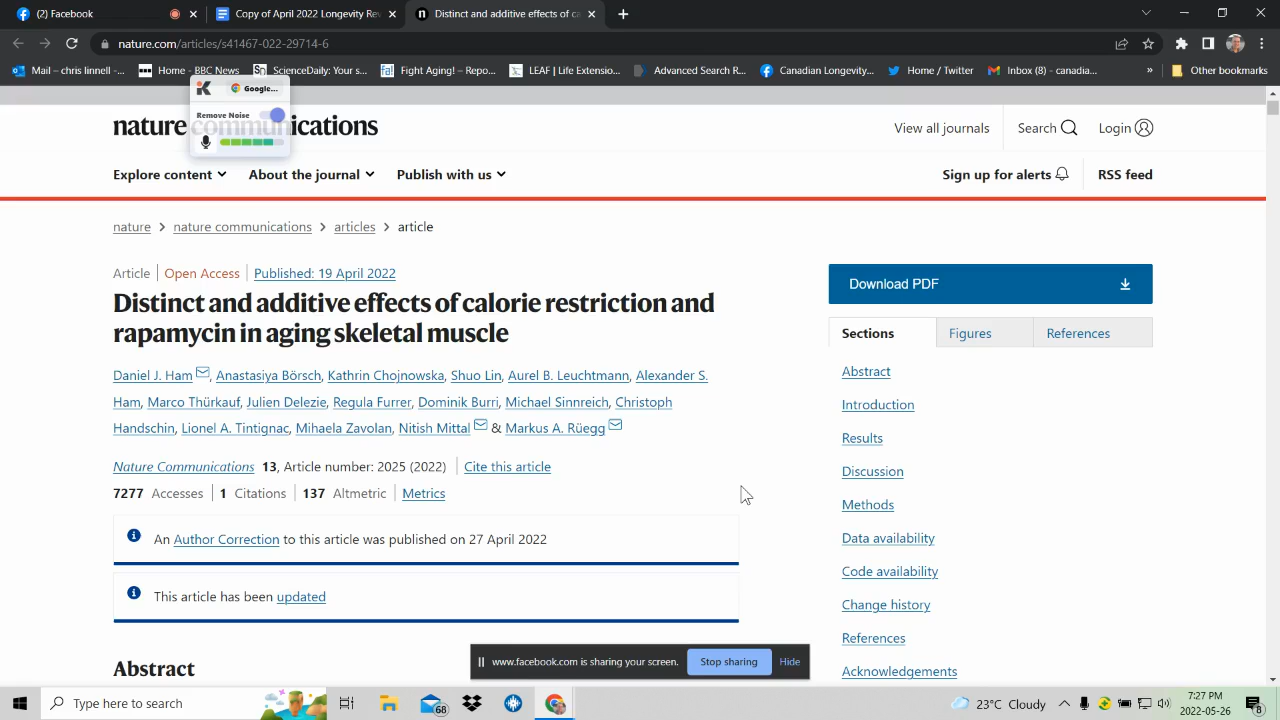 (2) Facebook
Copy of 2022 Longevity Re
Distinct and additive effects of ca
nature.com/articles/s41467-022-29714-6
Mail – chris linnell –...
Home - BBC News
ScienceDaily: Your s...
Fight Aging! – Repo...
LEAF | Life Extensio...
Advanced Search R...
Canadian Longevity...
Lybrary / Twitter
Inbox (8) - canadia...
»
Other bookmarks
Google...
Remove Noise
nature communications
View all journals
Search
Login
Explore content
About the journal
Publish with us
Sign up for alerts
RSS feed
nature > nature communications > articles > article
Article | Open Access | Published: 19 April 2022
Distinct and additive effects of calorie restriction and
rapamycin in aging skeletal muscle
Daniel J. Ham, Anastasiya Börsch, Kathrin Chojnowska, Shuo Lin, Aurel B. Leuchtmann, Alexander S.
Ham, Marco Thürkauf, Julien Delezie, Regula Furrer, Dominik Burri, Michael Sinnreich, Christoph
Handschin, Lionel A. Tintignac, Mihaela Zavolan, Nitish Mittal & Markus A. Rüegg
Nature Communications 13, Article number: 2025 (2022) | Cite this article
7277 Accesses | 1 Citations | 137 Altmetric | Metrics
An Author Correction to this article was published on 27 April 2022
This article has been updated
Abstract
Download PDF
Sections
Figures
References
Abstract
Introduction
Results
Discussion
Methods
Data availability
Code availability
Change history
References
Acknowledgements
www.facebook.com is sharing your screen.
Stop sharing
Hide
Type here to search
68
23°C Cloudy
7:27 PM
2022-05-26
8